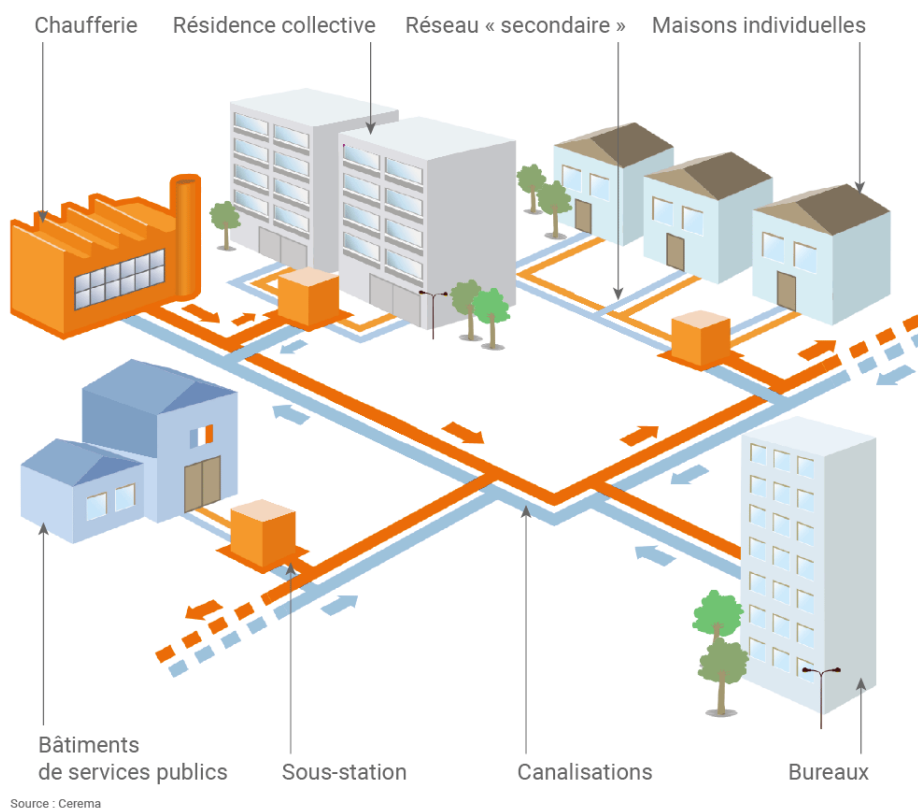 Chaufferie
Résidence collective
Réseau « secondaire »
Maisons individuelles
Bâtiments
de services publics
Sous-station
Canalisations
Bureaux
Source : Cerema